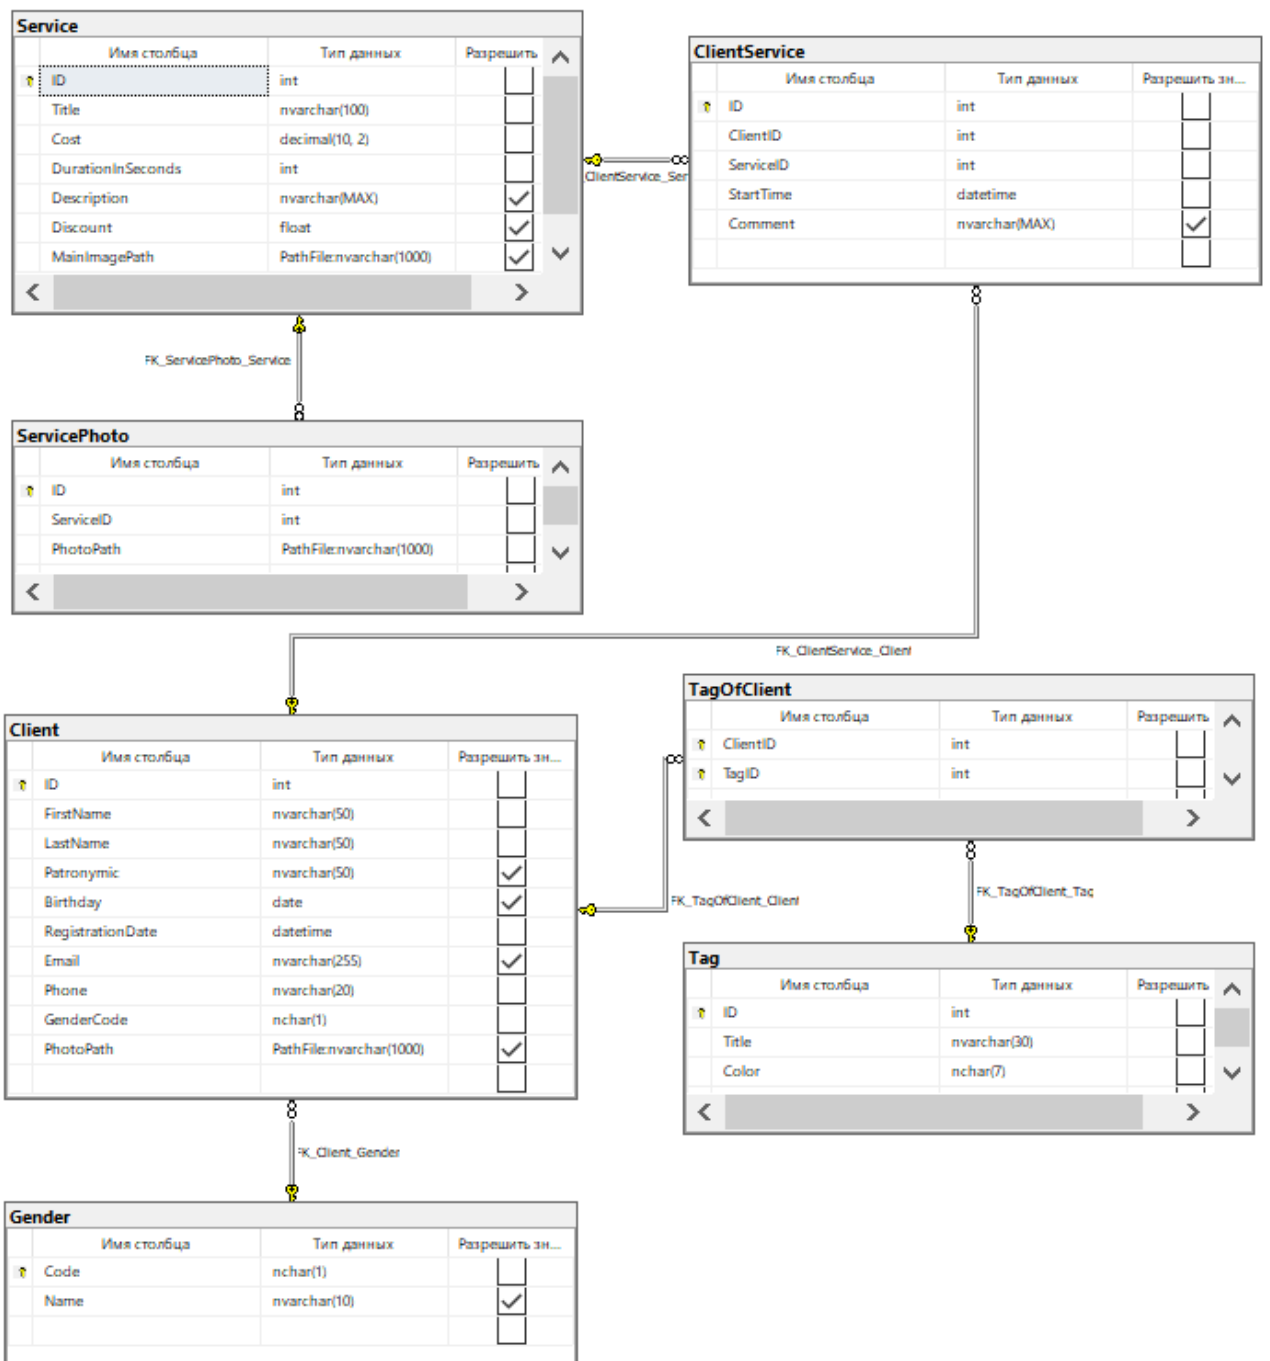 Service
Имя столбца Тип данных Разрешить
ID int
Title nvarchar(100)
Cost decimal(10, 2)
DurationInSeconds int
Description nvarchar(MAX)
Discount float
MainImagePath PathFile:nvarchar(1000)
ClientService
Имя столбца Тип данных Разрешить зн...
ID int
ClientID int
ServiceID int
StartTime datetime
Comment nvarchar(MAX)
ClientService_Ser
FK_ServicePhoto_Service
ServicePhoto
Имя столбца Тип данных Разрешить
ID int
ServiceID int
PhotoPath PathFile:nvarchar(1000)
FK_ClientService_Client
Client
Имя столбца Тип данных Разрешить зн...
ID int
FirstName nvarchar(50)
LastName nvarchar(50)
Patronymic nvarchar(50)
Birthday date
RegistrationDate datetime
Email nvarchar(255)
Phone nvarchar(20)
GenderCode nchar(1)
PhotoPath PathFile:nvarchar(1000)
TagOfClient
Имя столбца Тип данных Разрешить
ClientID int
TagID int
FK_TagOfClient_Client
FK_TagOfClient_Tag
Tag
Имя столбца Тип данных Разрешить
ID int
Title nvarchar(30)
Color nchar(7)
FK_Client_Gender
Gender
Имя столбца Тип данных Разрешить зн...
Code nchar(1)
Name nvarchar(10)